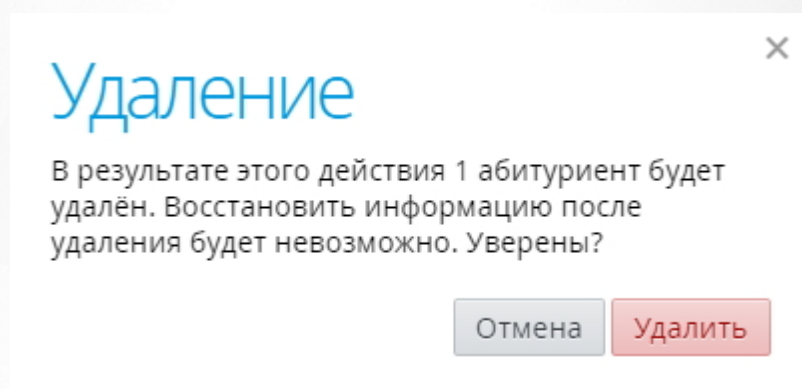 Удаление
В результате этого действия 1 абитуриент будет
удалён. Восстановить информацию после
удаления будет невозможно. Уверены?
Отмена Удалить